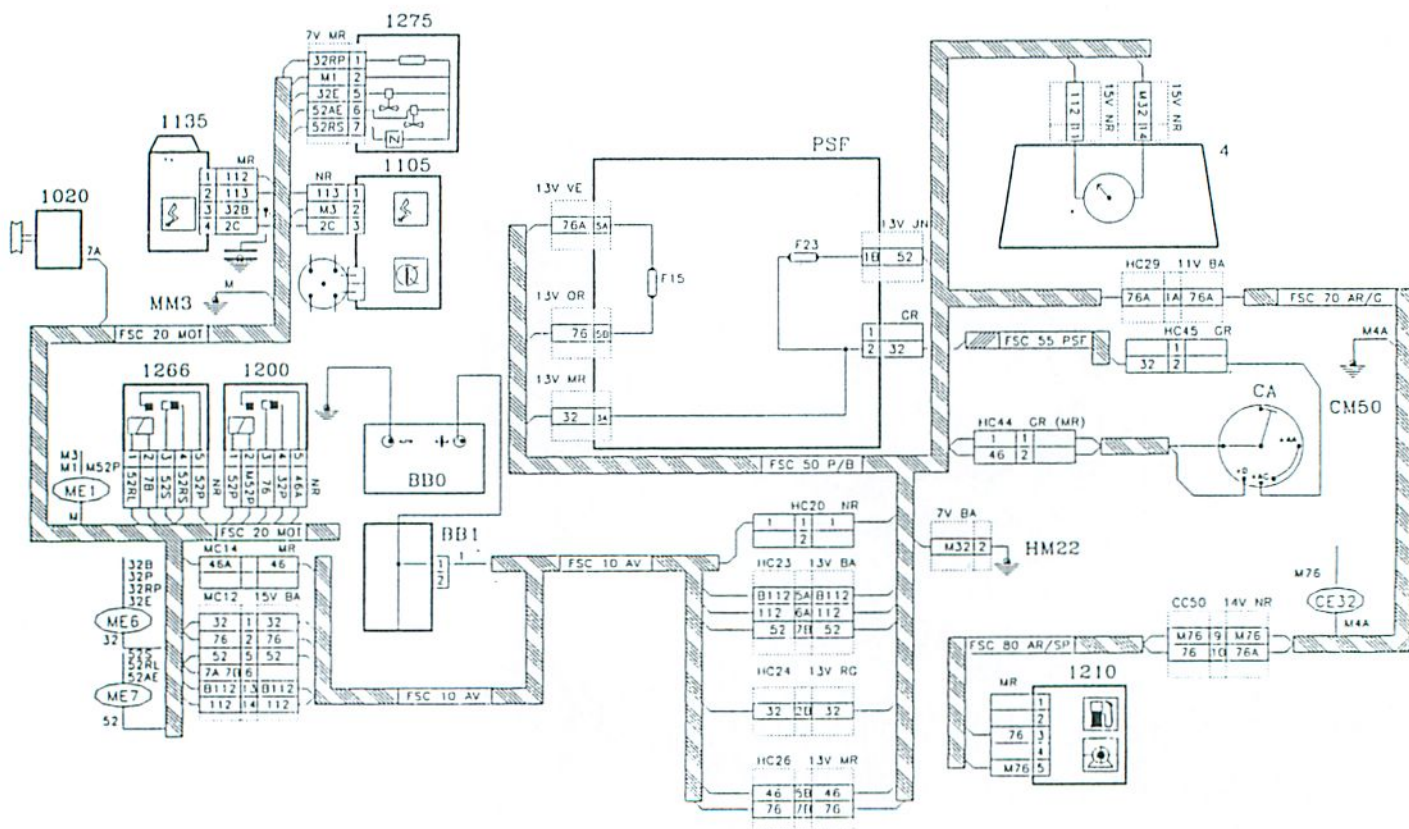 1275
7V MR
32RP 1
M1 2
32E 5
52AE 6
52RS 7
1135
MR
1 112
2 113
3 32B
4 2C
1105
NR
113 1
M3 2
2C 3
1020
7A
M
MM3
FSC 20 MOT
PSF
13V VE
76A 5A
F15
13V OR
76
13V MR
32 3A
F23
13V JN
1B 52
GR
1
2 32
112 11
15V NR
M32 14
15V NR
4
HC29 11V BA
76A 1A 76A
FSC 70 AR/G
HC45 GR
1
32 2
FSC 55 PSF
M4A
CM50
CA
+AA
+AC
+D
HC44 GR (MR)
1 1
46 2
FSC 50 P/B
1266
1 2 3 4 5
52RL 7B 52S 52RS 52P
NR
1200
1 2 3 4 5
52P M52P 76 32P 46A
NR
M3
M1 M52P
ME1
M
FSC 20 MOT
BB0
BB1
1
1
2
FSC 10 AV
HC20 NR
1 1 1
2
7V BA
M32 2
HM22
HC23 13V BA
B112 5A B112
112 6A 112
52 7B 52
HC24 13V RG
32 2B 32
HC26 13V MR
46 5B 46
76 7B 76
MC14 MR
46A 46
MC12 15V BA
32 1 32
76 2 76
52 5 52
7A 7B 6
B112 13 B112
112 14 112
32B
32P
32RP
32E
ME6
32
52S
52RL
52AE
ME7
52
FSC 10 AV
M76
CE32
M4A
CC50 14V NR
M76 9 M76
76 10 76A
FSC 80 AR/SP
1210
MR
1
2
76 3
4
M76 5